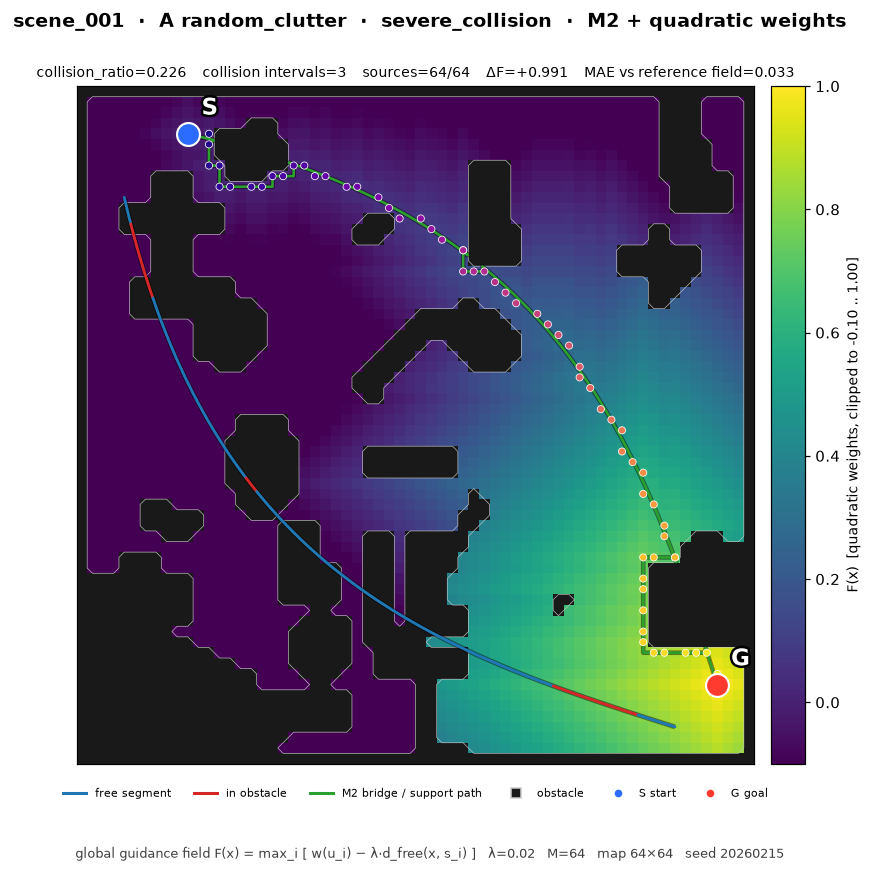 scene_001 · A random_clutter · severe_collision · M2 + quadratic weights
collision_ratio=0.226 collision intervals=3 sources=64/64 ΔF=+0.991 MAE vs reference field=0.033
S
G
1.0
0.8
0.6
0.4
0.2
0.0
F(x) [quadratic weights, clipped to -0.10 .. 1.00]
free segment
in obstacle
M2 bridge / support path
obstacle
S start
G goal
global guidance field F(x) = max_i [ w(u_i) − λ·d_free(x, s_i) ] λ=0.02 M=64 map 64×64 seed 20260215